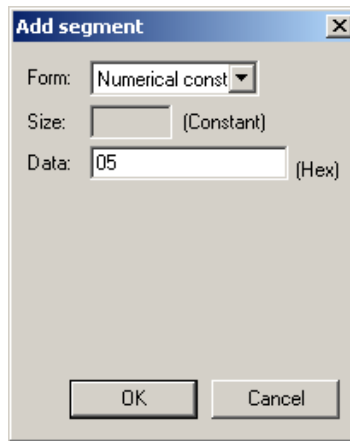 Add segment
Form: Numerical const
Size: (Constant)
Data: 05 (Hex)
OK Cancel